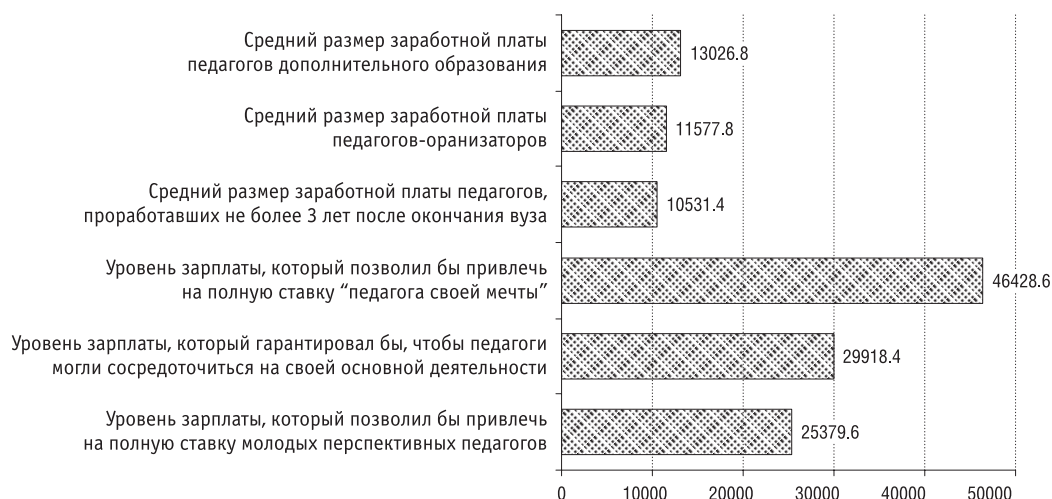 Средний размер заработной платы
педагогов дополнительного образования
13026.8
Средний размер заработной платы
педагогов-оранизаторов
11577.8
Средний размер заработной платы педагогов,
проработавших не более 3 лет после окончания вуза
10531.4
Уровень зарплаты, который позволил бы привлечь
на полную ставку “педагога своей мечты”
46428.6
Уровень зарплаты, который гарантировал бы, чтобы педагоги
могли сосредоточиться на своей основной деятельности
29918.4
Уровень зарплаты, который позволил бы привлечь
на полную ставку молодых перспективных педагогов
25379.6
0 10000 20000 30000 40000 50000